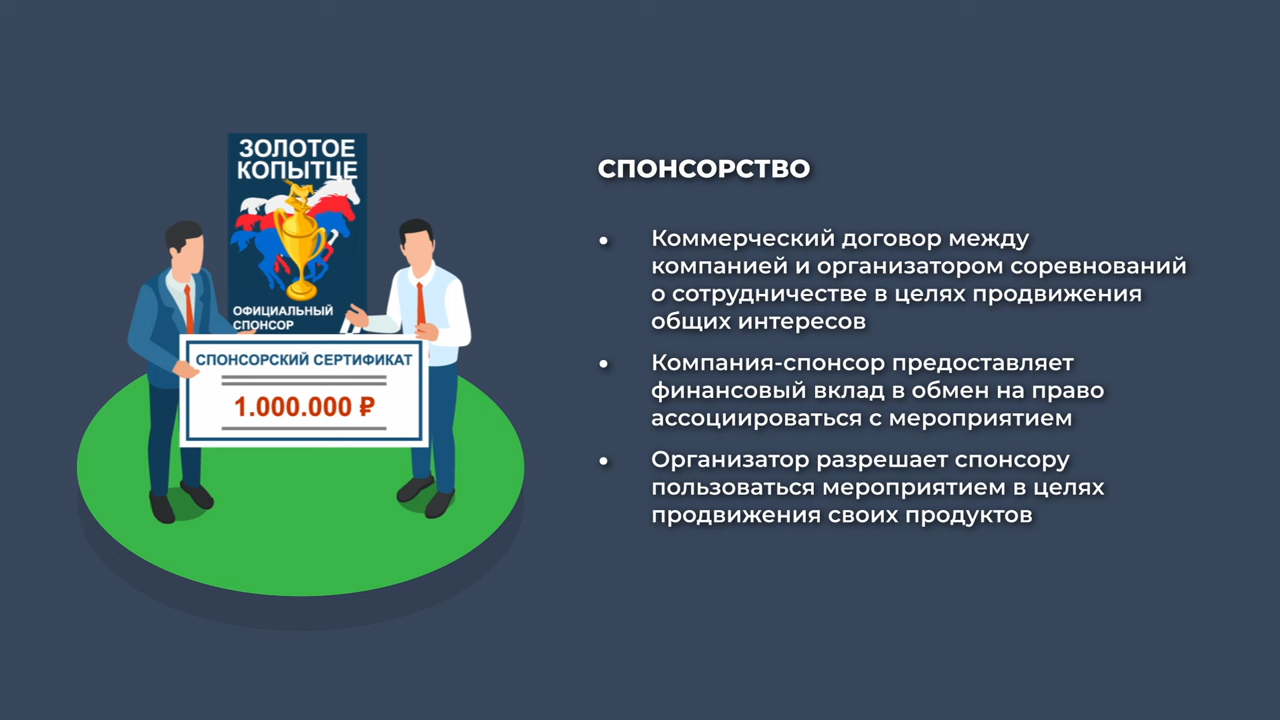 ЗОЛОТОЕ
КОПЫТЦЕ
ОФИЦИАЛЬНЫЙ
СПОНСОР
СПОНСОРСКИЙ СЕРТИФИКАТ
1.000.000 ₽
СПОНСОРСТВО
• Коммерческий договор между
компанией и организатором соревнований
о сотрудничестве в целях продвижения
общих интересов
• Компания-спонсор предоставляет
финансовый вклад в обмен на право
ассоциироваться с мероприятием
• Организатор разрешает спонсору
пользоваться мероприятием в целях
продвижения своих продуктов